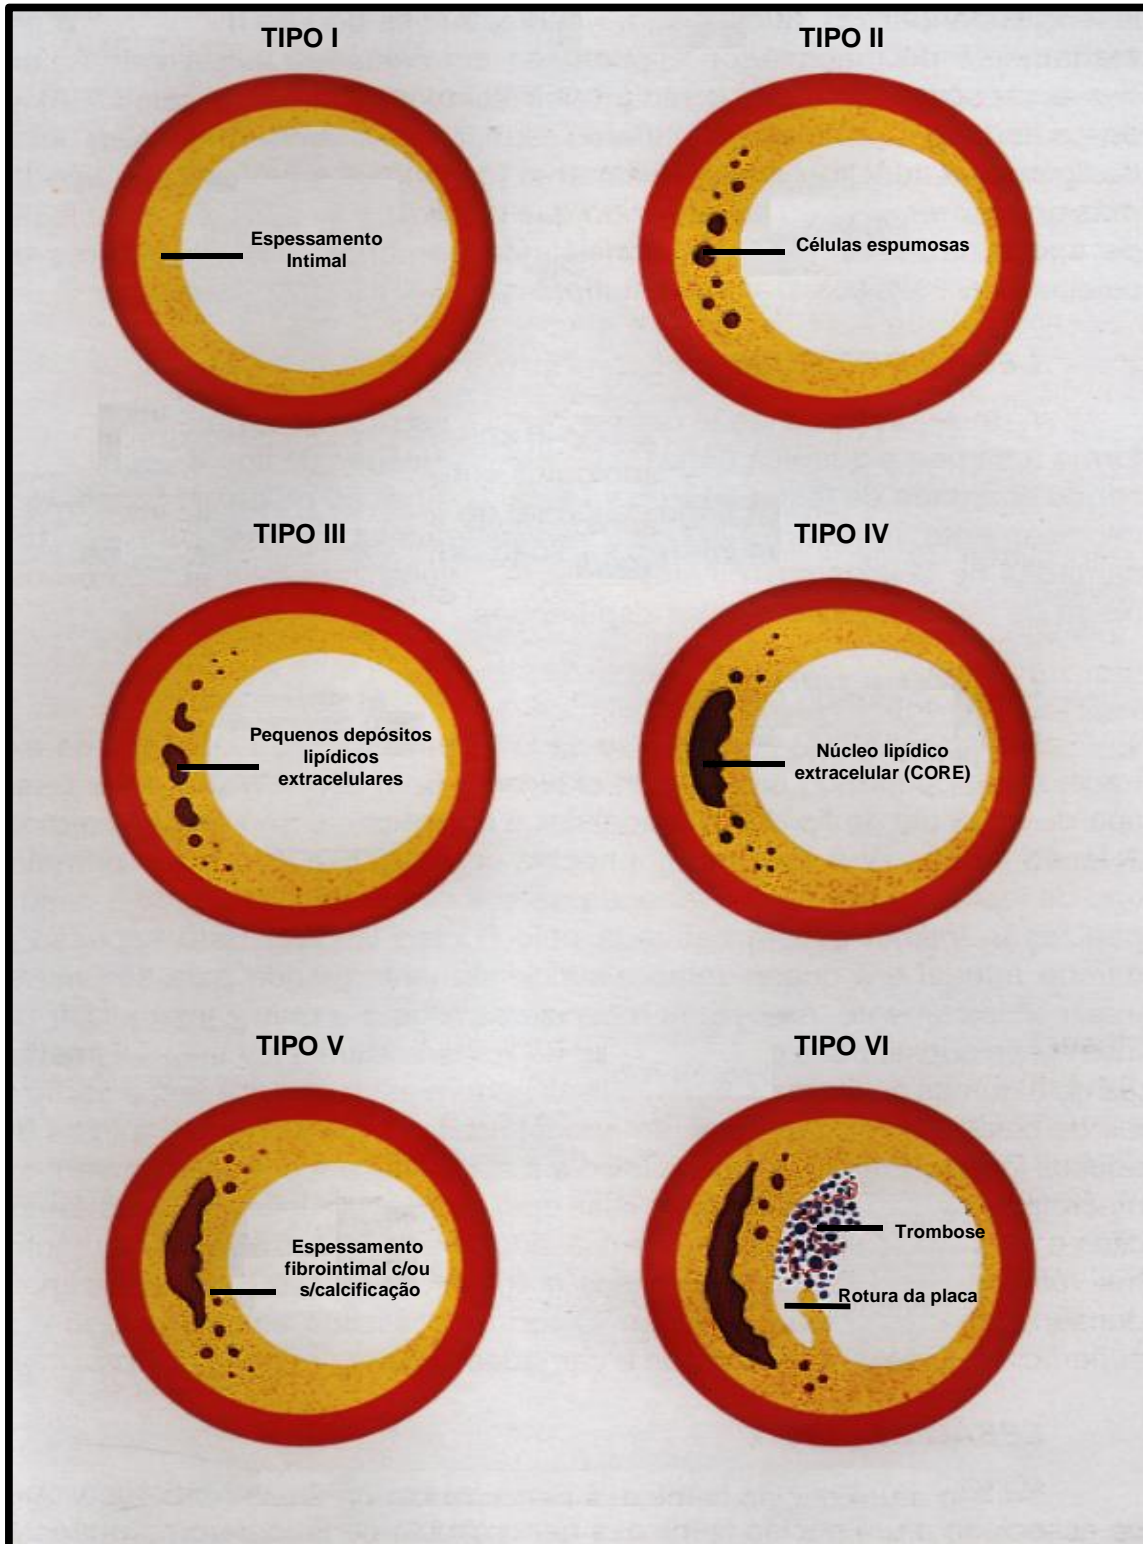 TIPO I
TIPO II
Espessamento
Intimal
Células espumosas
TIPO III
TIPO IV
Pequenos depósitos
lipídicos
extracelulares
Núcleo lipídico
extracelular (CORE)
TIPO V
TIPO VI
Espessamento
fibrointimal c/ou
s/calcificação
Trombose
Rotura da placa